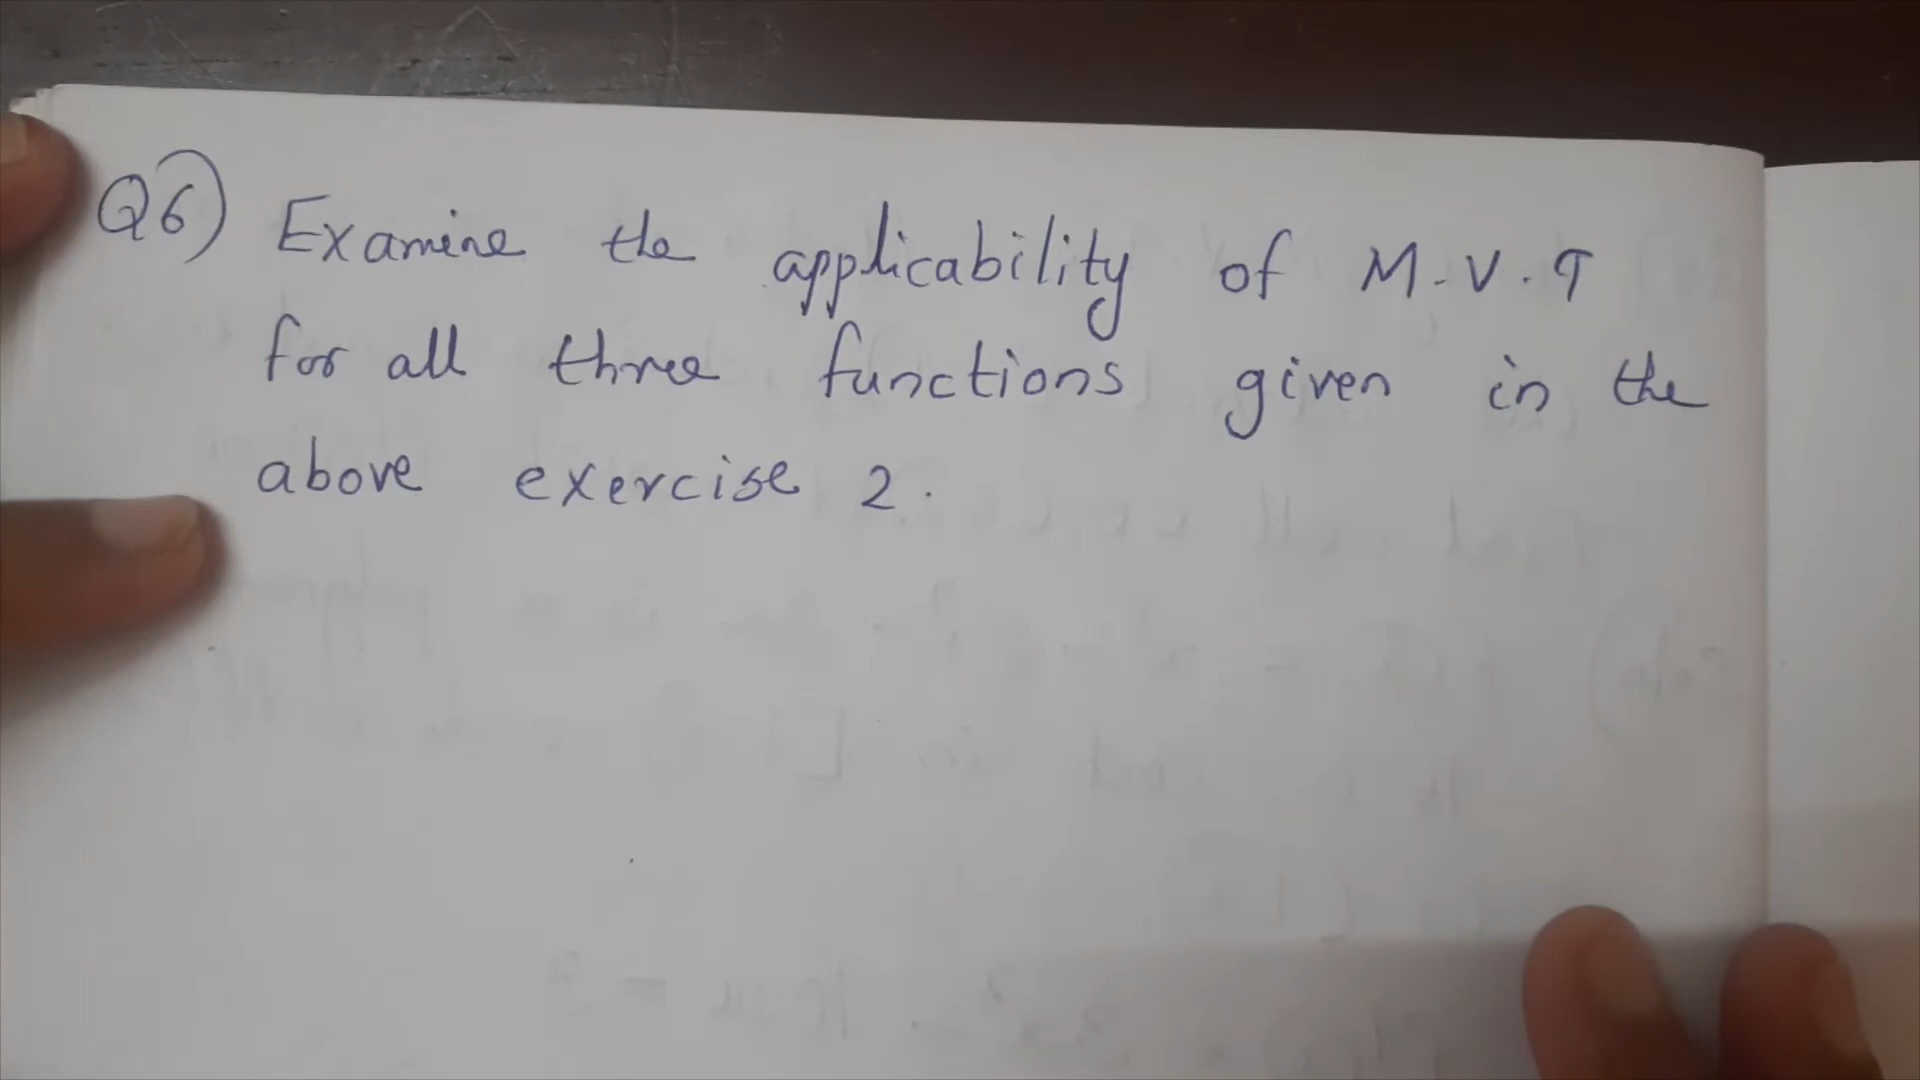 Q6) Examine the applicability of M.V.T
for all three functions given in the
above exercise 2.